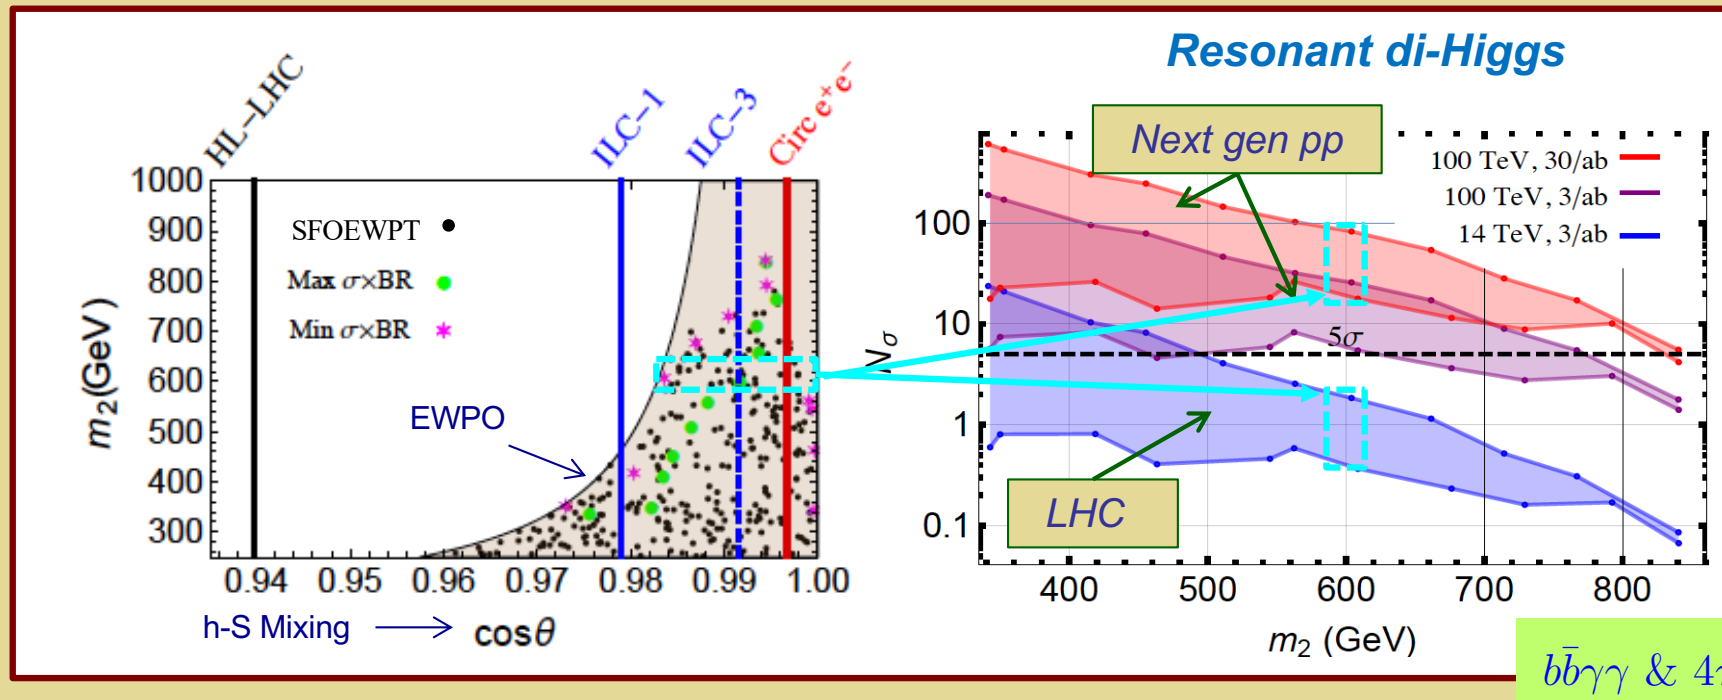 Resonant di-Higgs
HL-LHC
ILC-1
ILC-3
Circ e⁺e⁻
1000
900
800
700
600
500
400
300
m₂(GeV)
SFOEWPT
Max σ×BR
Min σ×BR
EWPO
0.94 0.95 0.96 0.97 0.98 0.99 1.00
h-S Mixing
cosθ
Next gen pp
100 TeV, 30/ab
100 TeV, 3/ab
14 TeV, 3/ab
100
10
1
0.1
N_σ
5σ
LHC
400 500 600 700 800
m₂ (GeV)
bb̄γγ & 4